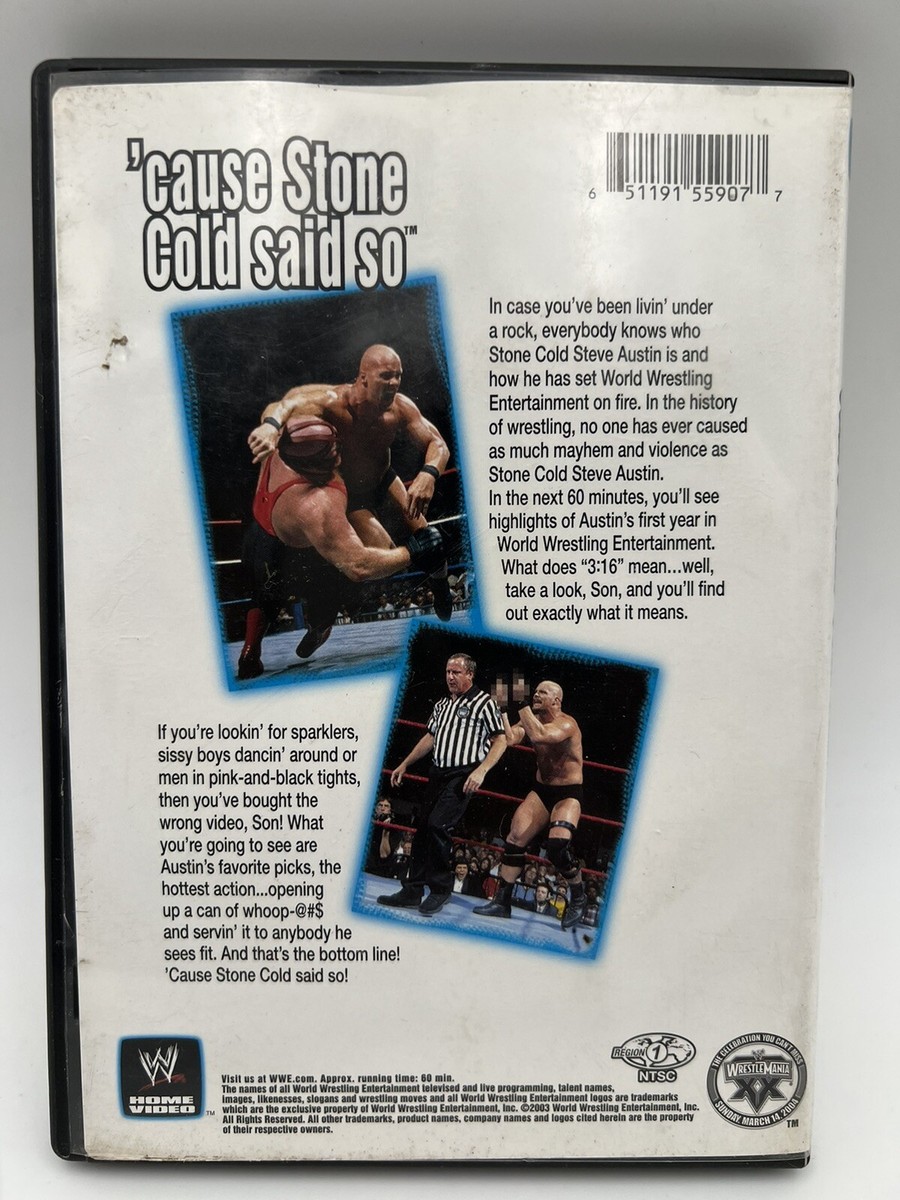 'cause Stone
Cold said so™
6 51191 55907 7
In case you've been livin' under
a rock, everybody knows who
Stone Cold Steve Austin is and
how he has set World Wrestling
Entertainment on fire. In the history
of wrestling, no one has ever caused
as much mayhem and violence as
Stone Cold Steve Austin.
In the next 60 minutes, you'll see
highlights of Austin's first year in
World Wrestling Entertainment.
What does “3:16” mean...well,
take a look, Son, and you'll find
out exactly what it means.
If you're lookin' for sparklers,
sissy boys dancin' around or
men in pink-and-black tights,
then you've bought the
wrong video, Son! What
you're going to see are
Austin's favorite picks, the
hottest action...opening
up a can of whoop-@#$
and servin' it to anybody he
sees fit. And that's the bottom line!
'Cause Stone Cold said so!
W
HOME
VIDEO™
Visit us at WWE.com. Approx. running time: 60 min.
The names of all World Wrestling Entertainment televised and live programming, talent names,
images, likenesses, slogans and wrestling moves and all World Wrestling Entertainment logos are trademarks
which are the exclusive property of World Wrestling Entertainment, Inc. ©2003 World Wrestling Entertainment, Inc.
All Rights Reserved. All other trademarks, product names, company names and logos cited herein are the property
of their respective owners.
REGION 1
NTSC
THE CELEBRATION YOU CAN'T MISS
WRESTLEMANIA
XX
SUNDAY, MARCH 14, 2004
TM